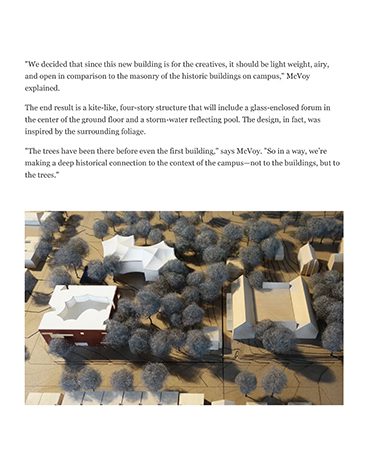 "We decided that since this new building is for the creatives, it should be light weight, airy,
and open in comparison to the masonry of the historic buildings on campus," McVoy
explained.
The end result is a kite-like, four-story structure that will include a glass-enclosed forum in
the center of the ground floor and a storm-water reflecting pool. The design, in fact, was
inspired by the surrounding foliage.
"The trees have been there before even the first building," says McVoy. "So in a way, we're
making a deep historical connection to the context of the campus—not to the buildings, but to
the trees."